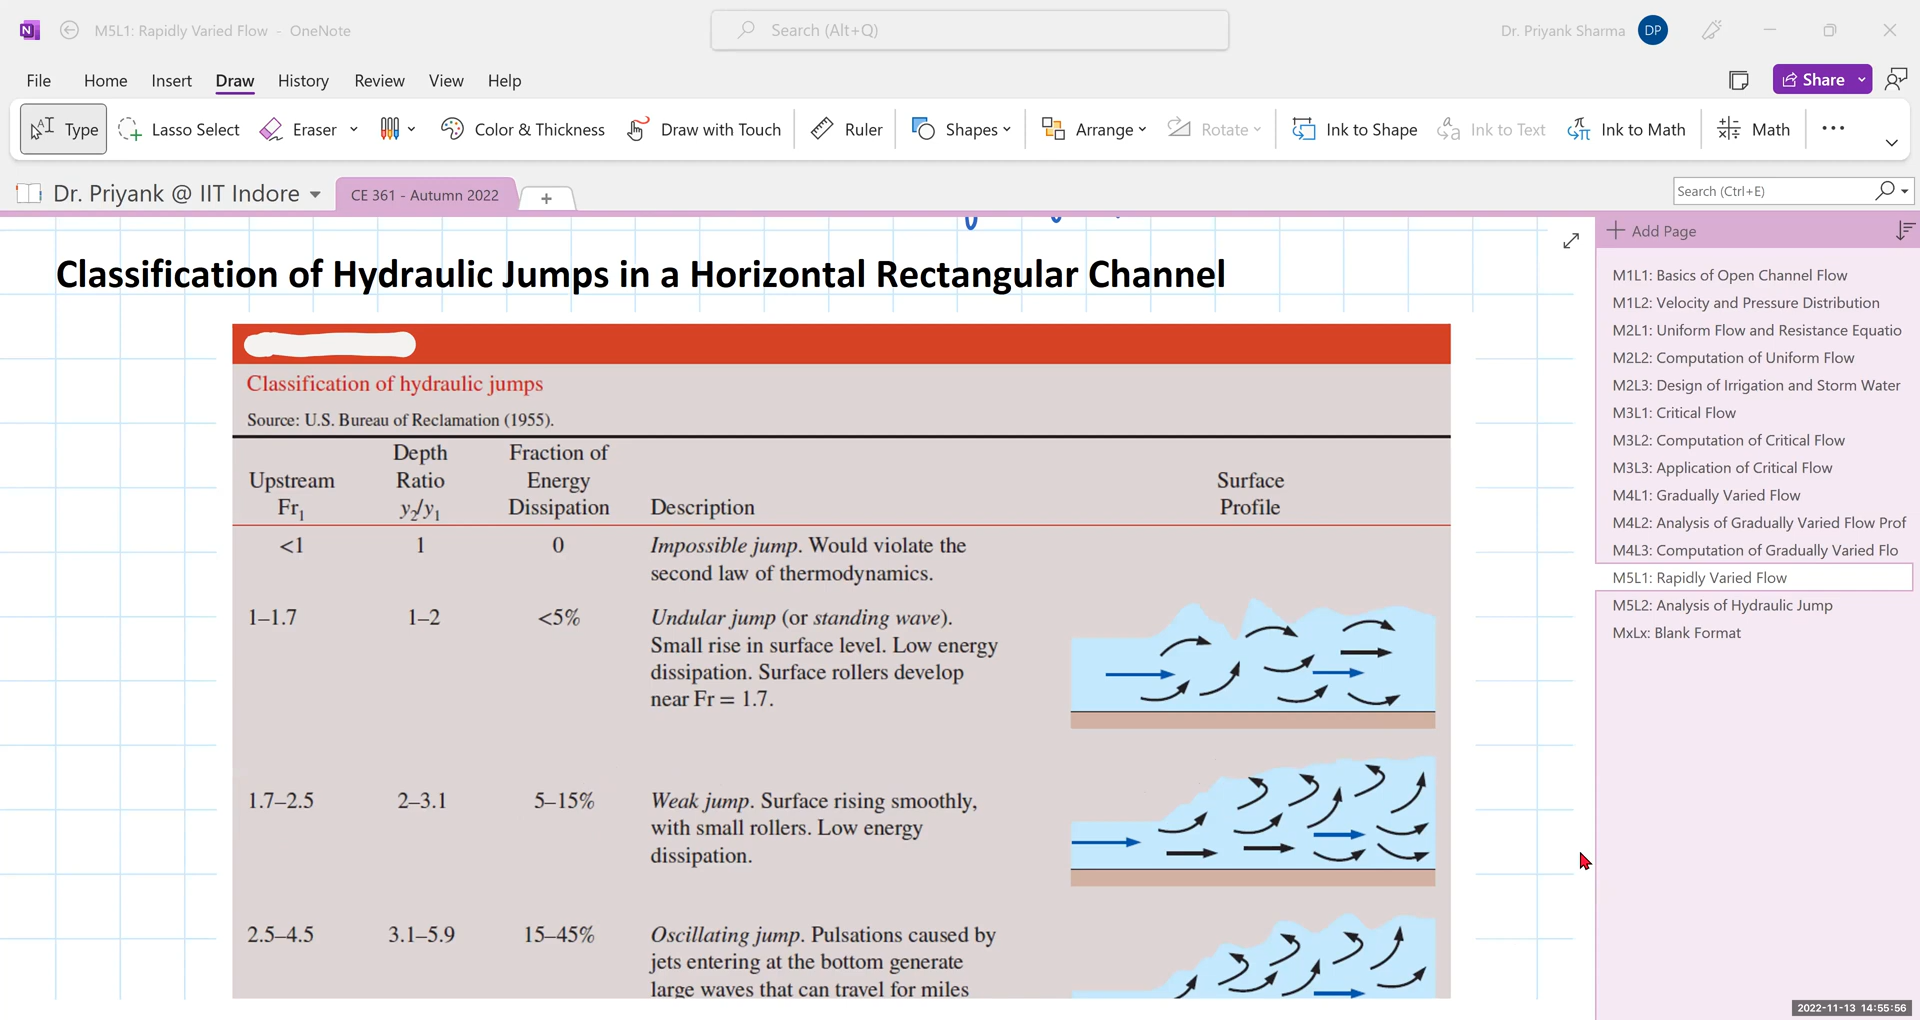 M5L1: Rapidly Varied Flow - OneNote
Search (Alt+Q)
Dr. Priyank Sharma
DP
File Home Insert Draw History Review View Help
Share
Type Lasso Select Eraser Color & Thickness Draw with Touch Ruler Shapes Arrange Rotate Ink to Shape Ink to Text Ink to Math Math
Dr. Priyank @ IIT Indore
CE 361 - Autumn 2022
Search (Ctrl+E)
Classification of Hydraulic Jumps in a Horizontal Rectangular Channel
Classification of hydraulic jumps
Source: U.S. Bureau of Reclamation (1955).
Upstream Fr₁
Depth Ratio y₂/y₁
Fraction of Energy Dissipation
Description
Surface Profile
<1 1 0 Impossible jump. Would violate the
second law of thermodynamics.
1–1.7 1–2 <5% Undular jump (or standing wave).
Small rise in surface level. Low energy
dissipation. Surface rollers develop
near Fr = 1.7.
1.7–2.5 2–3.1 5–15% Weak jump. Surface rising smoothly,
with small rollers. Low energy
dissipation.
2.5–4.5 3.1–5.9 15–45% Oscillating jump. Pulsations caused by
jets entering at the bottom generate
large waves that can travel for miles
Add Page
M1L1: Basics of Open Channel Flow
M1L2: Velocity and Pressure Distribution
M2L1: Uniform Flow and Resistance Equatio
M2L2: Computation of Uniform Flow
M2L3: Design of Irrigation and Storm Water
M3L1: Critical Flow
M3L2: Computation of Critical Flow
M3L3: Application of Critical Flow
M4L1: Gradually Varied Flow
M4L2: Analysis of Gradually Varied Flow Prof
M4L3: Computation of Gradually Varied Flo
M5L1: Rapidly Varied Flow
M5L2: Analysis of Hydraulic Jump
MxLx: Blank Format
2022-11-13 14:55:56